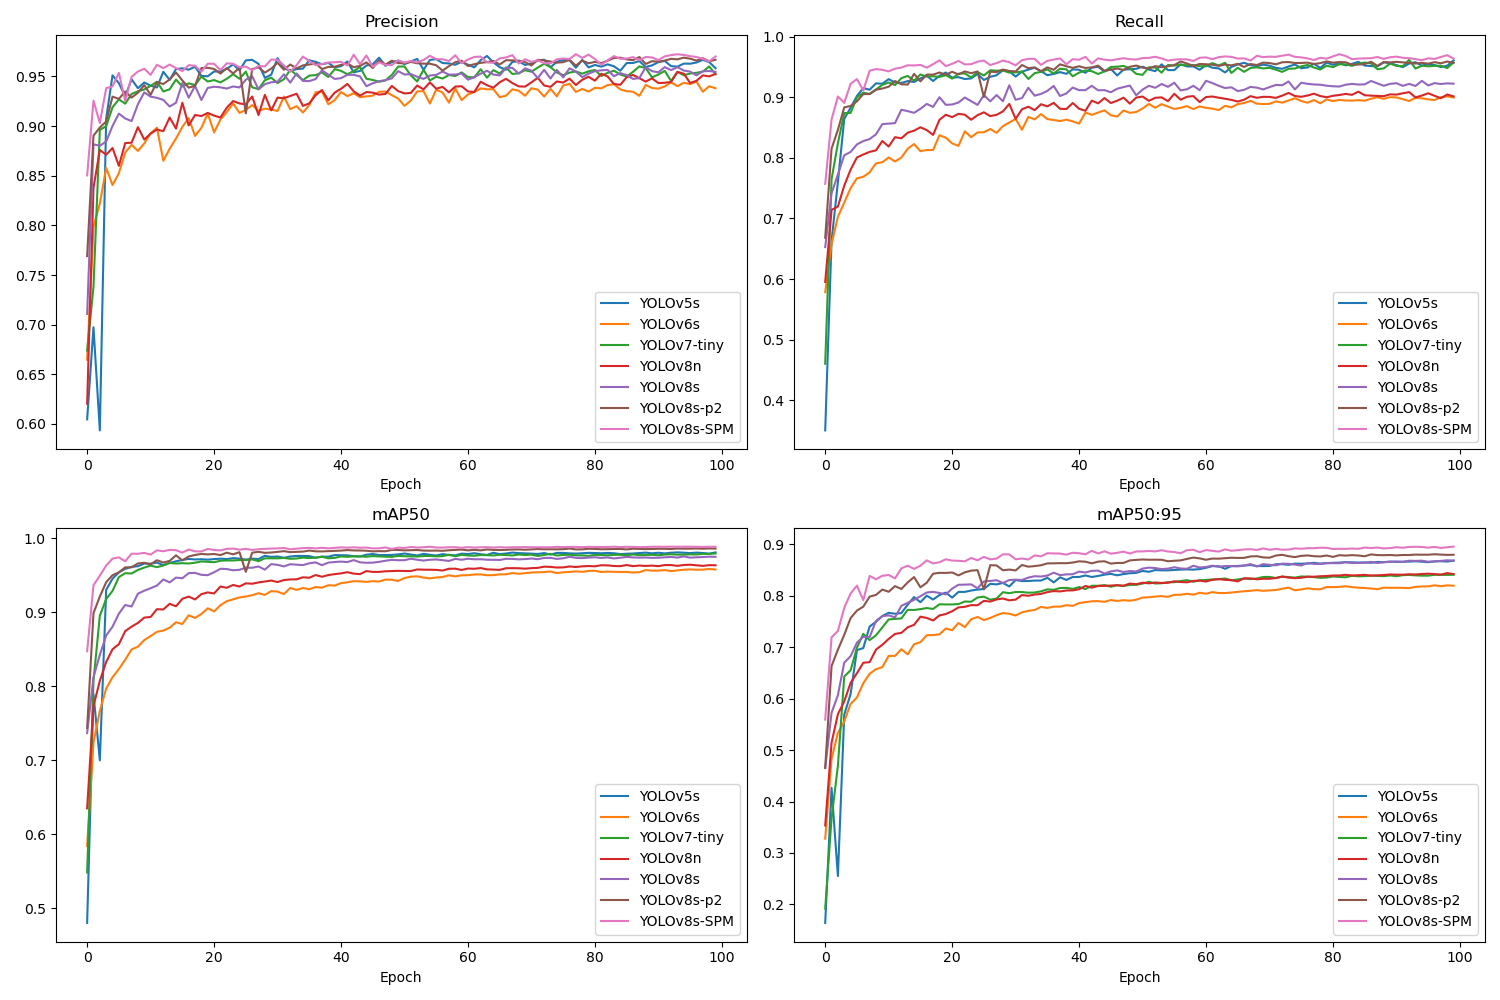 Precision
0.95
0.90
0.85
0.80
0.75
0.70
0.65
0.60
0
20
40
60
80
100
Epoch
YOLOv5s
YOLOv6s
YOLOv7-tiny
YOLOv8n
YOLOv8s
YOLOv8s-p2
YOLOv8s-SPM
Recall
1.0
0.9
0.8
0.7
0.6
0.5
0.4
0
20
40
60
80
100
Epoch
YOLOv5s
YOLOv6s
YOLOv7-tiny
YOLOv8n
YOLOv8s
YOLOv8s-p2
YOLOv8s-SPM
mAP50
1.0
0.9
0.8
0.7
0.6
0.5
0
20
40
60
80
100
Epoch
YOLOv5s
YOLOv6s
YOLOv7-tiny
YOLOv8n
YOLOv8s
YOLOv8s-p2
YOLOv8s-SPM
mAP50:95
0.9
0.8
0.7
0.6
0.5
0.4
0.3
0.2
0
20
40
60
80
100
Epoch
YOLOv5s
YOLOv6s
YOLOv7-tiny
YOLOv8n
YOLOv8s
YOLOv8s-p2
YOLOv8s-SPM